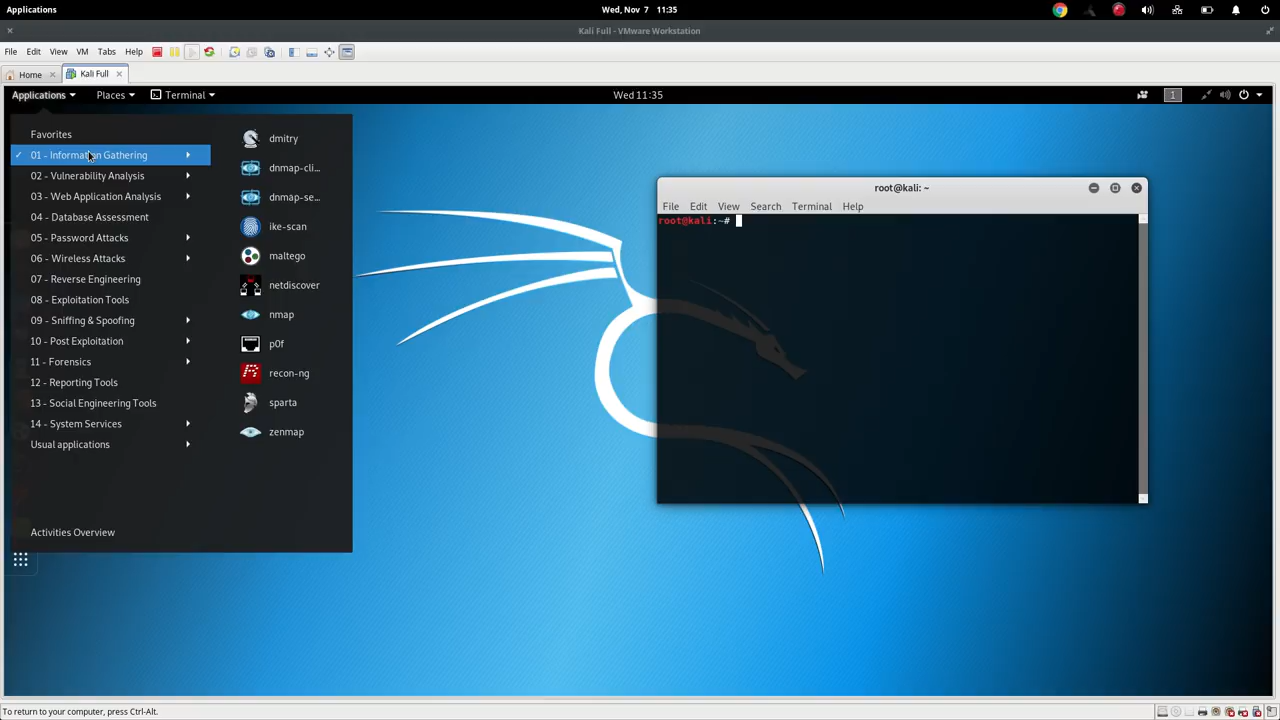 Applications
Wed, Nov 7 11:35
Kali Full - VMware Workstation
File Edit View VM Tabs Help
Home
Kali Full
Applications Places Terminal
Wed 11:35
1
Favorites
01 - Information Gathering
02 - Vulnerability Analysis
03 - Web Application Analysis
04 - Database Assessment
05 - Password Attacks
06 - Wireless Attacks
07 - Reverse Engineering
08 - Exploitation Tools
09 - Sniffing & Spoofing
10 - Post Exploitation
11 - Forensics
12 - Reporting Tools
13 - Social Engineering Tools
14 - System Services
Usual applications
Activities Overview
dmitry
dnmap-cli...
dnmap-se...
ike-scan
maltego
netdiscover
nmap
p0f
recon-ng
sparta
zenmap
root@kali: ~
File Edit View Search Terminal Help
root@kali:~#
To return to your computer, press Ctrl-Alt.